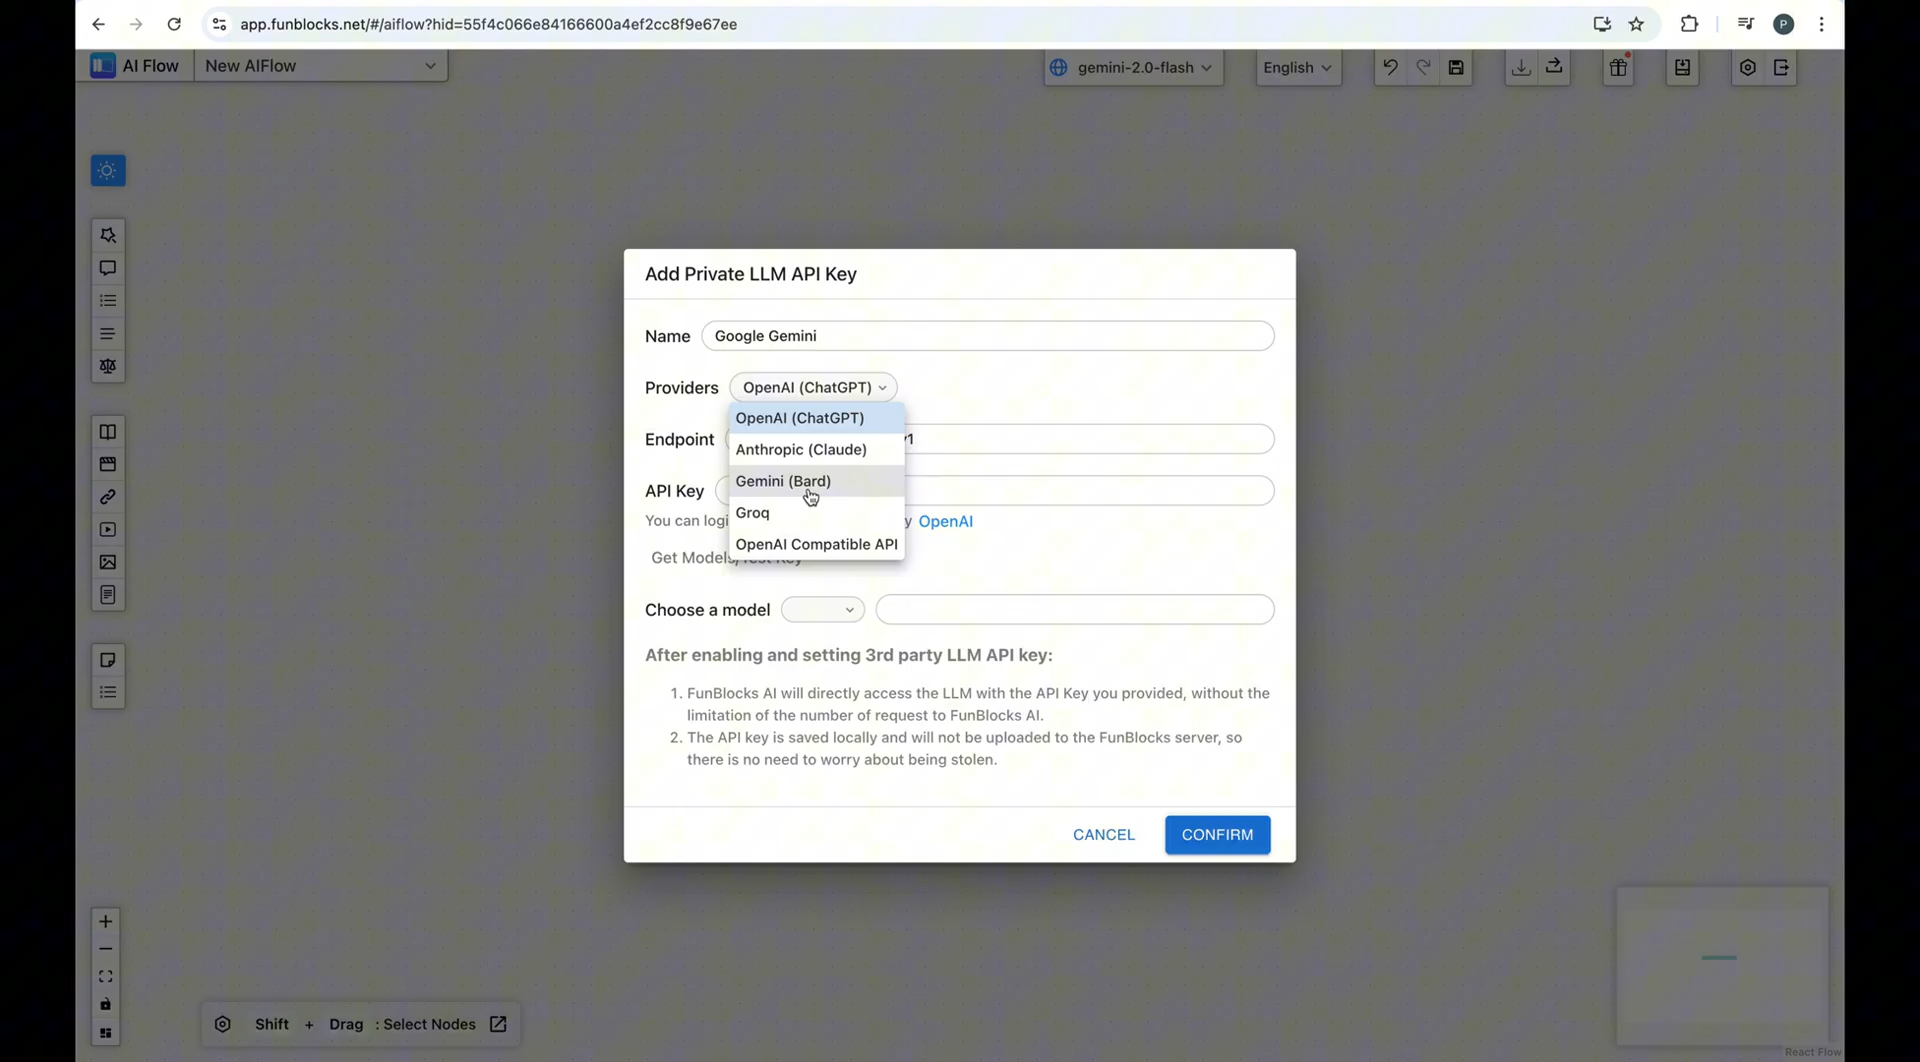 app.funblocks.net/#/aiflow?hid=55f4c066e84166600a4ef2cc8f9e67ee
P
AI Flow
New AIFlow
gemini-2.0-flash
English
Add Private LLM API Key
Name
Google Gemini
Providers
OpenAI (ChatGPT)
OpenAI (ChatGPT)
Anthropic (Claude)
Gemini (Bard)
Groq
OpenAI Compatible API
Endpoint
API Key
You can
OpenAI
Get Models/Test Key
Choose a model
After enabling and setting 3rd party LLM API key:
1. FunBlocks AI will directly access the LLM with the API Key you provided, without the
limitation of the number of request to FunBlocks AI.
2. The API key is saved locally and will not be uploaded to the FunBlocks server, so
there is no need to worry about being stolen.
CANCEL
CONFIRM
Shift + Drag : Select Nodes
React Flow